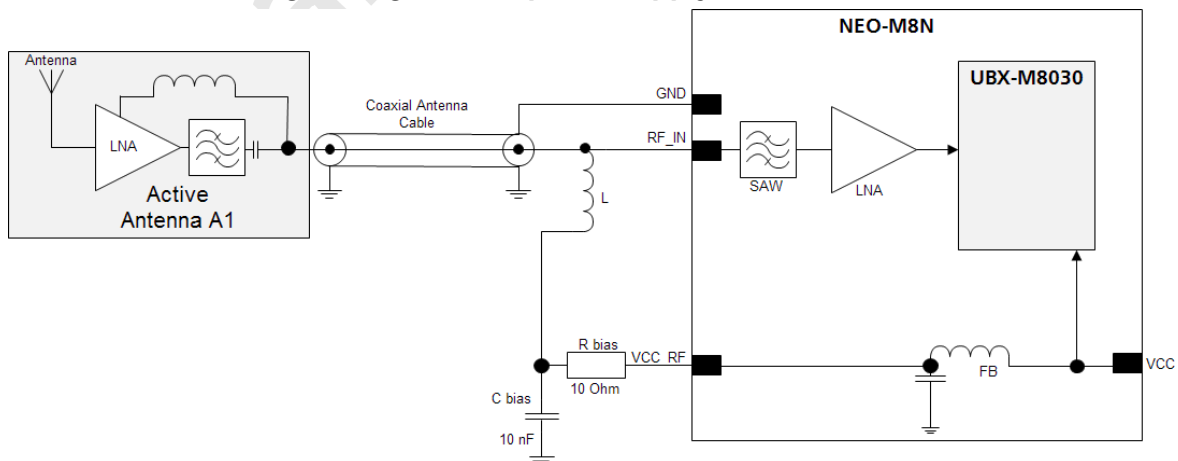 NEO-M8N
UBX-M8030
Antenna
LNA
Active
Antenna A1
Coaxial Antenna
Cable
GND
RF_IN
L
SAW
LNA
R bias
VCC_RF
10 Ohm
C bias
10 nF
FB
VCC